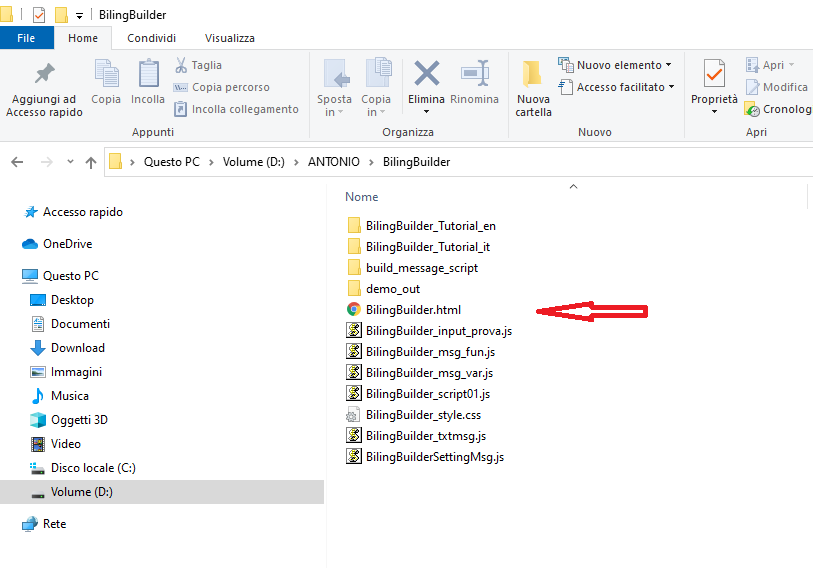 BilingBuilder
File Home Condividi Visualizza
Aggiungi ad
Accesso rapido
Copia
Incolla
Taglia
Copia percorso
Incolla collegamento
Appunti
Sposta
in
Copia
in
Elimina
Rinomina
Organizza
Nuova
cartella
Nuovo elemento
Accesso facilitato
Nuovo
Proprietà
Apri
Modifica
Cronolog
Apri
Questo PC > Volume (D:) > ANTONIO > BilingBuilder
Accesso rapido
OneDrive
Questo PC
Desktop
Documenti
Download
Immagini
Musica
Oggetti 3D
Video
Disco locale (C:)
Volume (D:)
Rete
Nome
BilingBuilder_Tutorial_en
BilingBuilder_Tutorial_it
build_message_script
demo_out
BilingBuilder.html
BilingBuilder_input_prova.js
BilingBuilder_msg_fun.js
BilingBuilder_msg_var.js
BilingBuilder_script01.js
BilingBuilder_style.css
BilingBuilder_txtmsg.js
BilingBuilderSettingMsg.js